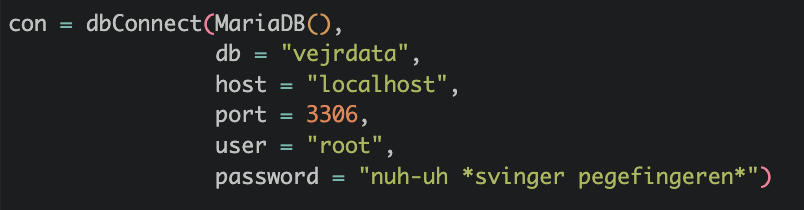 con = dbConnect(MariaDB(),
db = "vejrdata",
host = "localhost",
port = 3306,
user = "root",
password = "nuh-uh *svinger pegefingeren*")